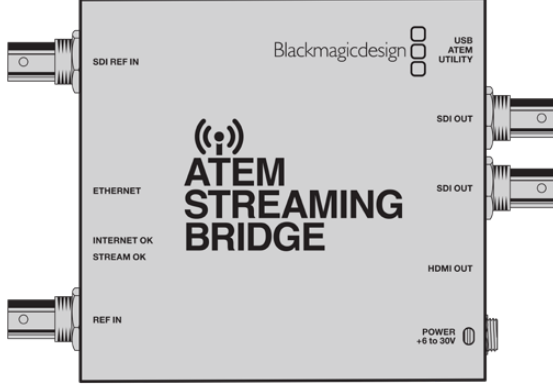 SDI REF IN
ETHERNET
INTERNET OK
STREAM OK
REF IN
Blackmagicdesign
USB
ATEM
UTILITY
ATEM
STREAMING
BRIDGE
SDI OUT
SDI OUT
HDMI OUT
POWER
+6 to 30V